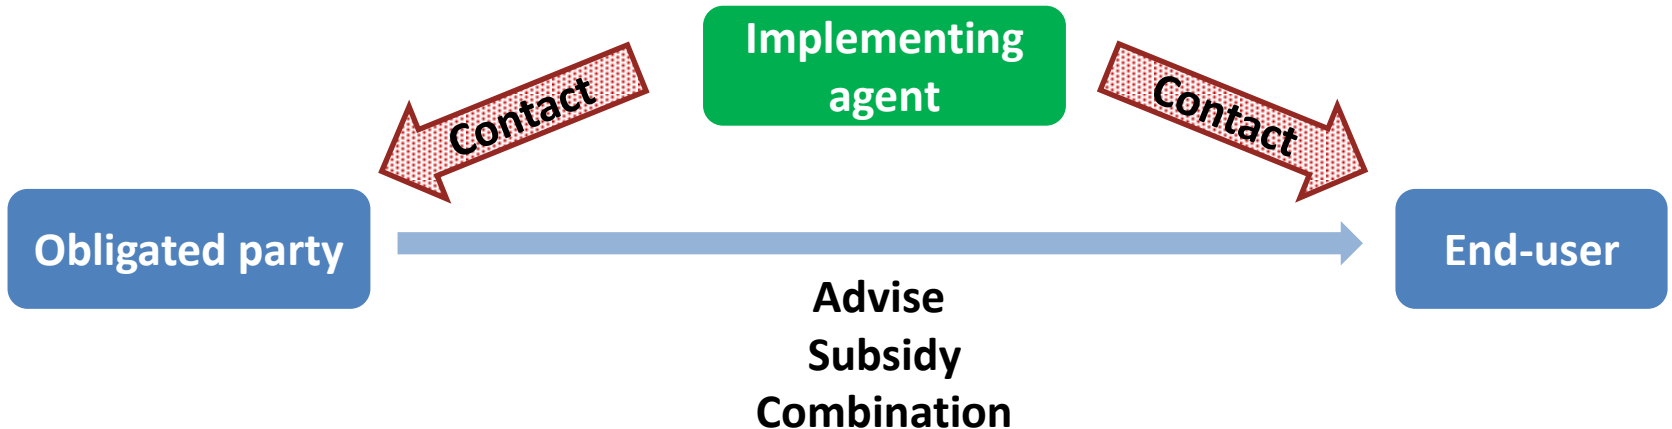 Implementing
agent
Contact
Contact
Obligated party
End-user
Advise
Subsidy
Combination